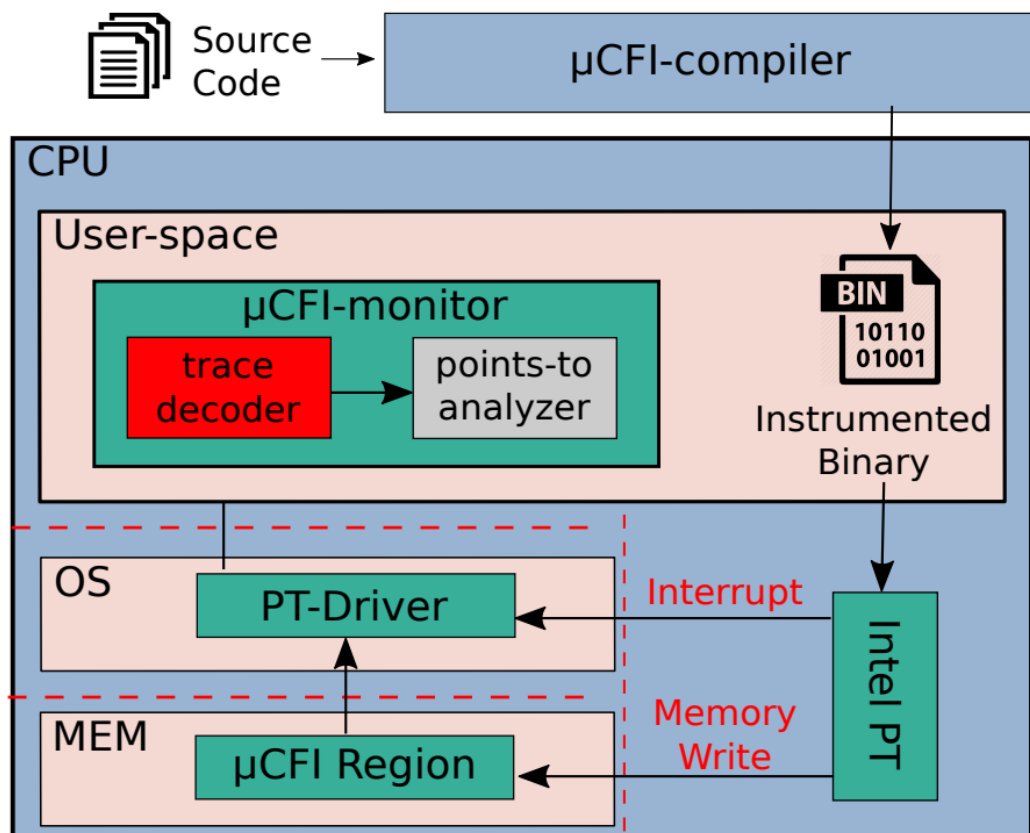 Source
Code
µCFI-compiler
CPU
User-space
µCFI-monitor
trace
decoder
points-to
analyzer
BIN
10110
01001
Instrumented
Binary
OS
PT-Driver
Interrupt
Intel PT
MEM
µCFI Region
Memory
Write